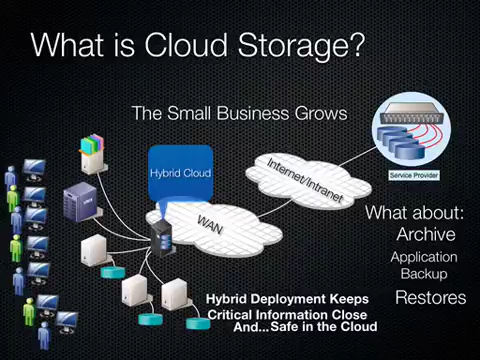 What is Cloud Storage?
The Small Business Grows
Hybrid Cloud
Internet/Intranet
WAN
Service Provider
What about:
Archive
Application
Backup
Restores
Hybrid Deployment Keeps
Critical Information Close
And... Safe in the Cloud